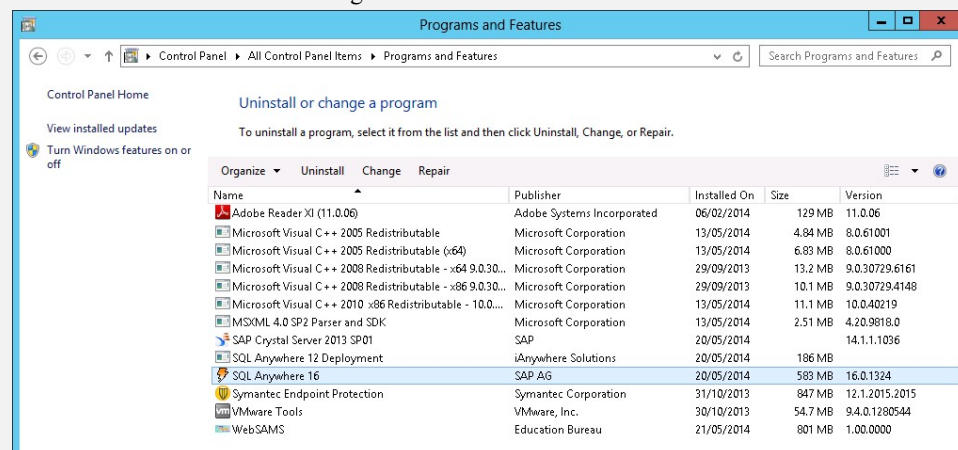 Programs and Features
Control Panel ▸ All Control Panel Items ▸ Programs and Features
Search Programs and Features
Control Panel Home
View installed updates
Turn Windows features on or off
Uninstall or change a program
To uninstall a program, select it from the list and then click Uninstall, Change, or Repair.
Organize Uninstall Change Repair
Name Publisher Installed On Size Version
Adobe Reader XI (11.0.06) Adobe Systems Incorporated 06/02/2014 129 MB 11.0.06
Microsoft Visual C++ 2005 Redistributable Microsoft Corporation 13/05/2014 4.84 MB 8.0.61001
Microsoft Visual C++ 2005 Redistributable (x64) Microsoft Corporation 13/05/2014 6.83 MB 8.0.61000
Microsoft Visual C++ 2008 Redistributable - x64 9.0.30... Microsoft Corporation 29/09/2013 13.2 MB 9.0.30729.6161
Microsoft Visual C++ 2008 Redistributable - x86 9.0.30... Microsoft Corporation 29/09/2013 10.1 MB 9.0.30729.4148
Microsoft Visual C++ 2010 x86 Redistributable - 10.0.... Microsoft Corporation 13/05/2014 11.1 MB 10.0.40219
MSXML 4.0 SP2 Parser and SDK Microsoft Corporation 13/05/2014 2.51 MB 4.20.9818.0
SAP Crystal Server 2013 SP01 SAP 20/05/2014 14.1.1.1036
SQL Anywhere 12 Deployment iAnywhere Solutions 20/05/2014 186 MB
SQL Anywhere 16 SAP AG 20/05/2014 583 MB 16.0.1324
Symantec Endpoint Protection Symantec Corporation 31/10/2013 847 MB 12.1.2015.2015
vm VMware Tools VMware, Inc. 30/10/2013 54.7 MB 9.4.0.1280544
WebSAMS Education Bureau 21/05/2014 801 MB 1.00.0000